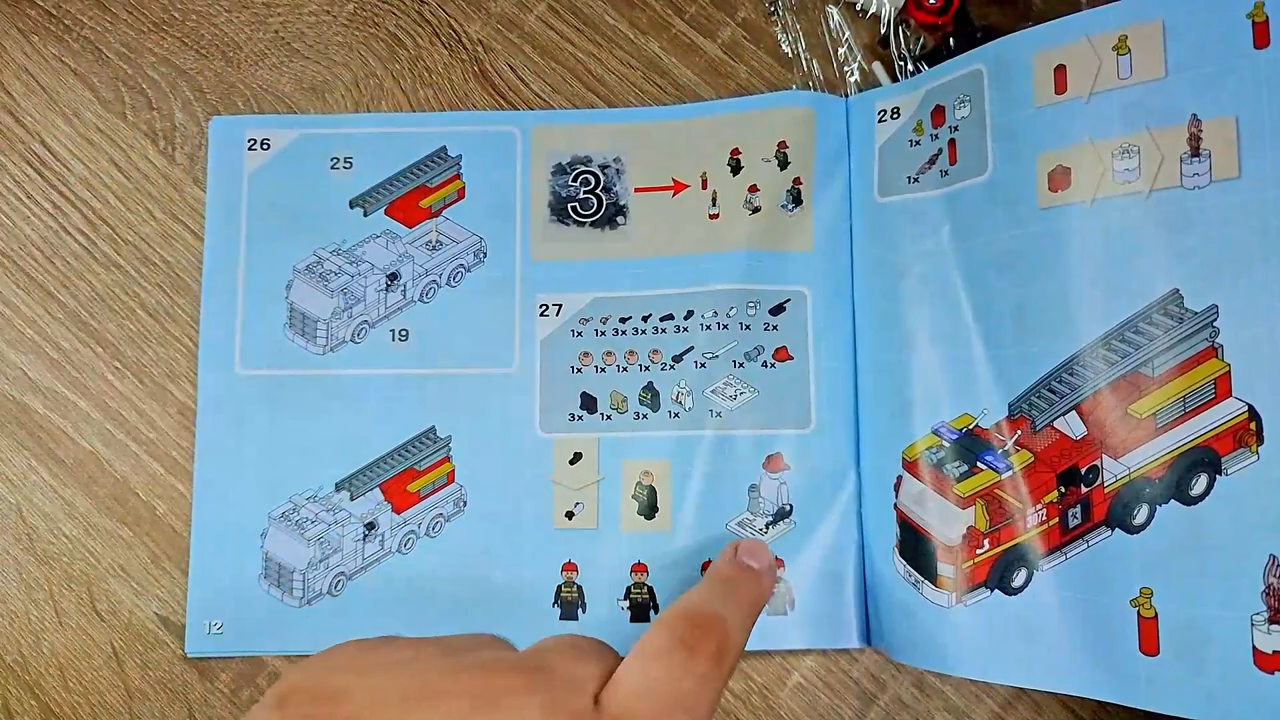 26
25
19
12
3
27
1x 1x 3x 3x 3x 3x 1x 1x 1x 2x
1x 1x 1x 1x 2x 1x 1x 4x
3x 1x 3x 1x 1x
28
1x 1x 1x
1x 1x
3072